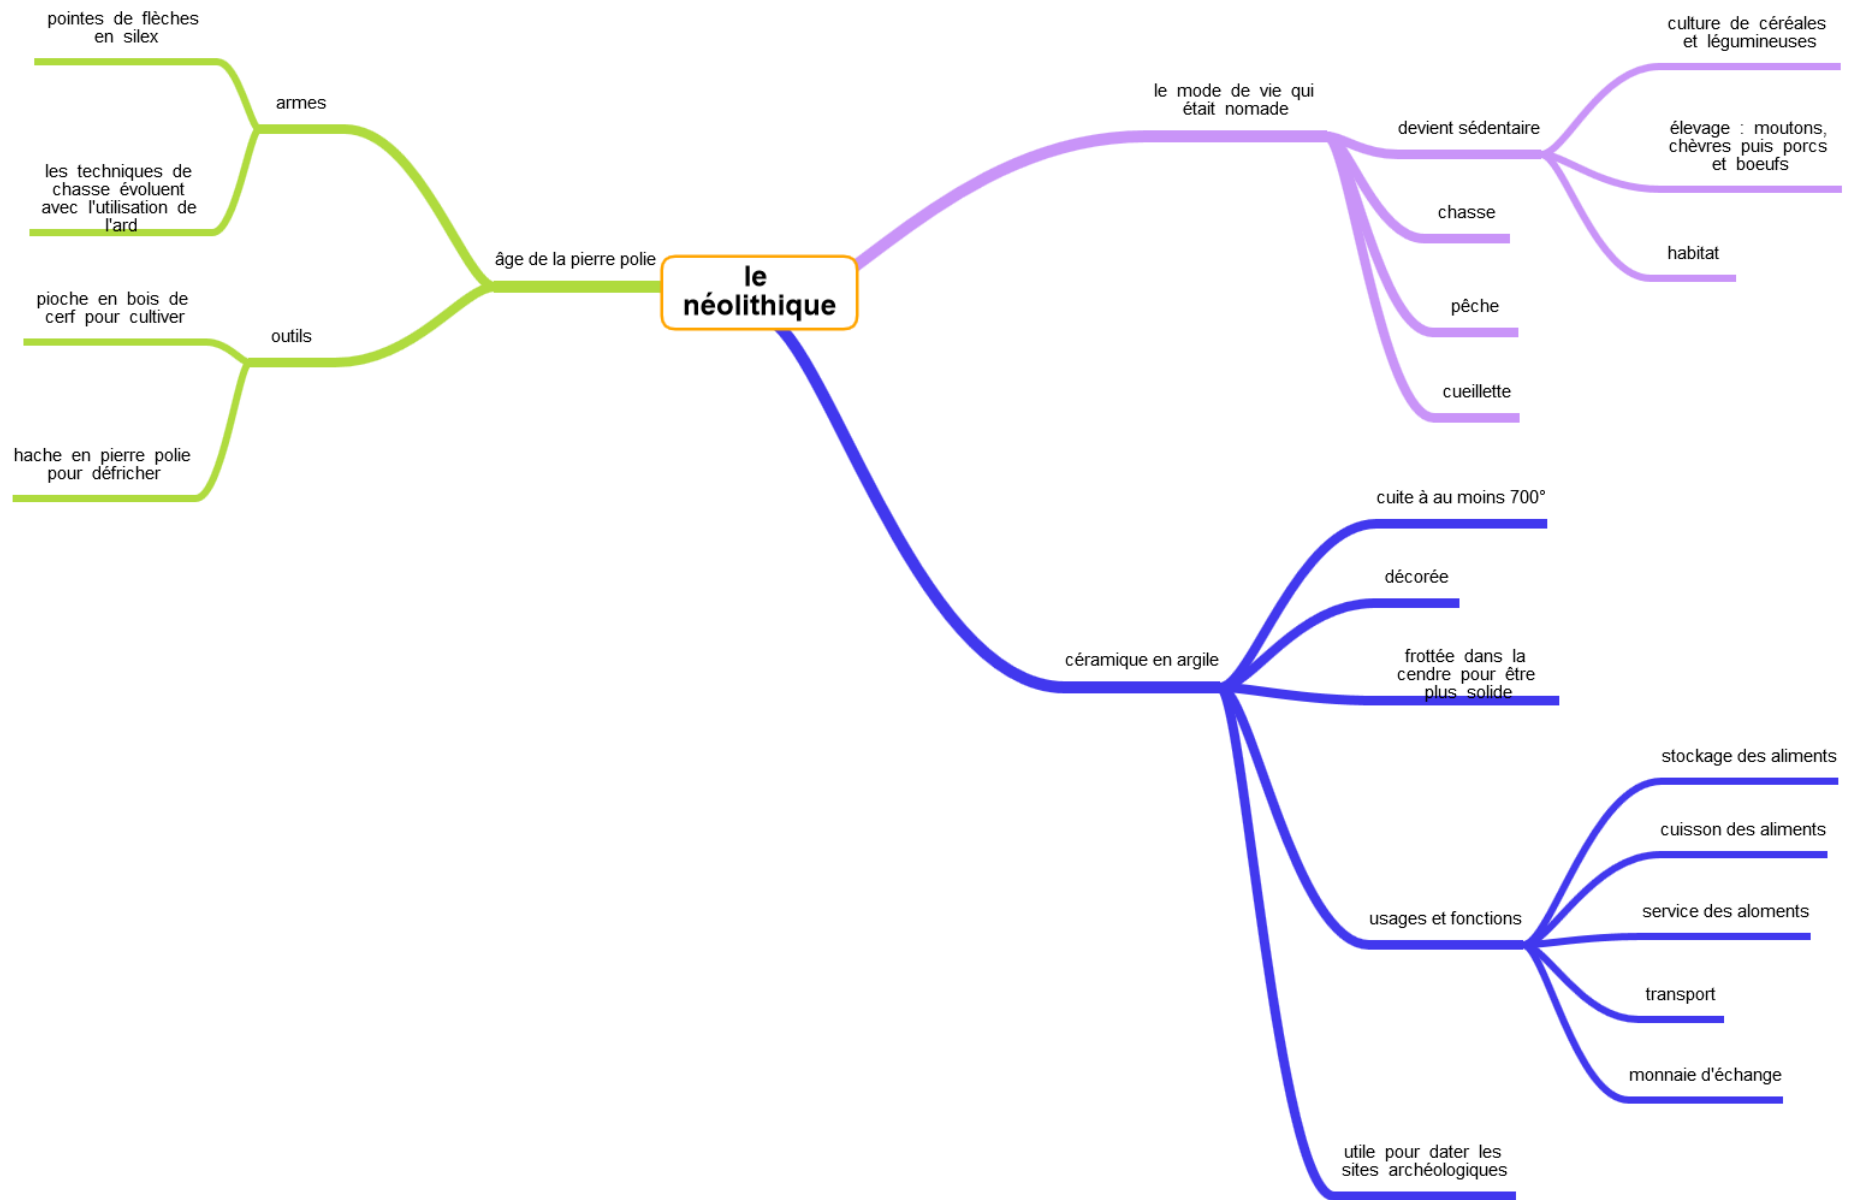 le
néolithique
âge de la pierre polie
armes
pointes de flèches
en silex
les techniques de
chasse évoluent
avec l'utilisation de
l'ard
outils
pioche en bois de
cerf pour cultiver
hache en pierre polie
pour défricher
le mode de vie qui
était nomade
devient sédentaire
culture de céréales
et légumineuses
élevage : moutons,
chèvres puis porcs
et boeufs
habitat
chasse
pêche
cueillette
céramique en argile
cuite à au moins 700°
décorée
frottée dans la
cendre pour être
plus solide
usages et fonctions
stockage des aliments
cuisson des aliments
service des aloments
transport
monnaie d'échange
utile pour dater les
sites archéologiques